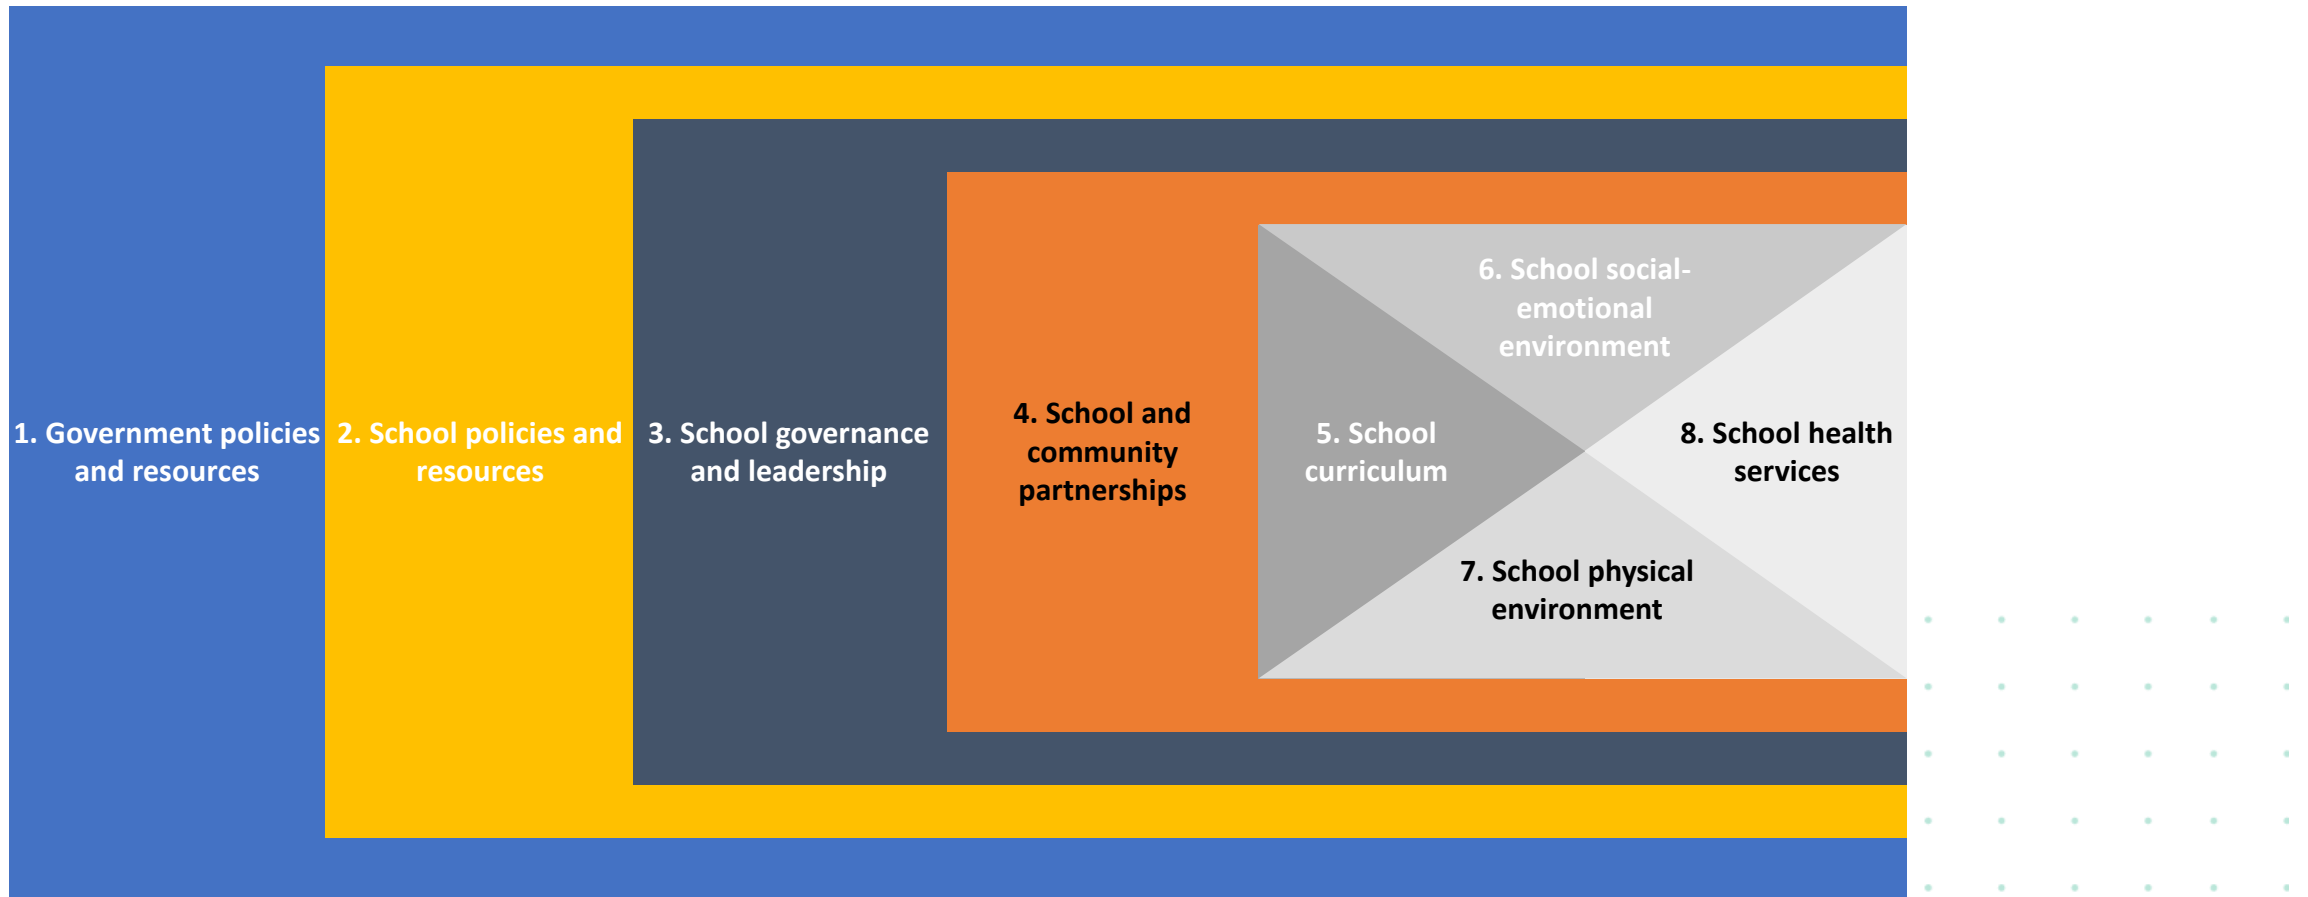 1. Government policies
and resources
2. School policies and
resources
3. School governance
and leadership
4. School and
community
partnerships
5. School
curriculum
6. School social-
emotional
environment
7. School physical
environment
8. School health
services